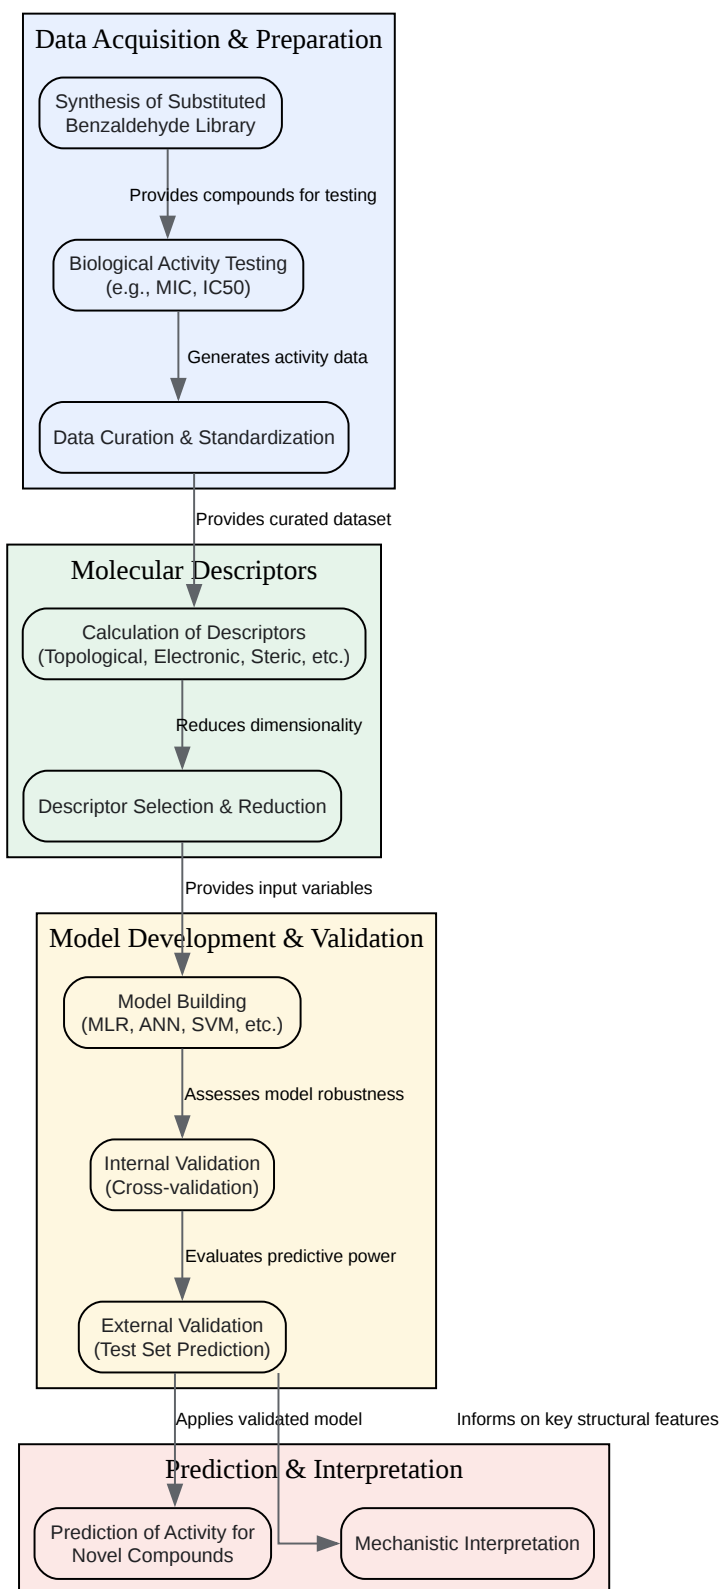 Data Acquisition & Preparation
Synthesis of Substituted
Benzaldehyde Library
Provides compounds for testing
Biological Activity Testing
(e.g., MIC, IC50)
Generates activity data
Data Curation & Standardization
Provides curated dataset
Molecular Descriptors
Calculation of Descriptors
(Topological, Electronic, Steric, etc.)
Reduces dimensionality
Descriptor Selection & Reduction
Provides input variables
Model Development & Validation
Model Building
(MLR, ANN, SVM, etc.)
Assesses model robustness
Internal Validation
(Cross-validation)
Evaluates predictive power
External Validation
(Test Set Prediction)
Applies validated model
Informs on key structural features
Prediction & Interpretation
Prediction of Activity for
Novel Compounds
Mechanistic Interpretation